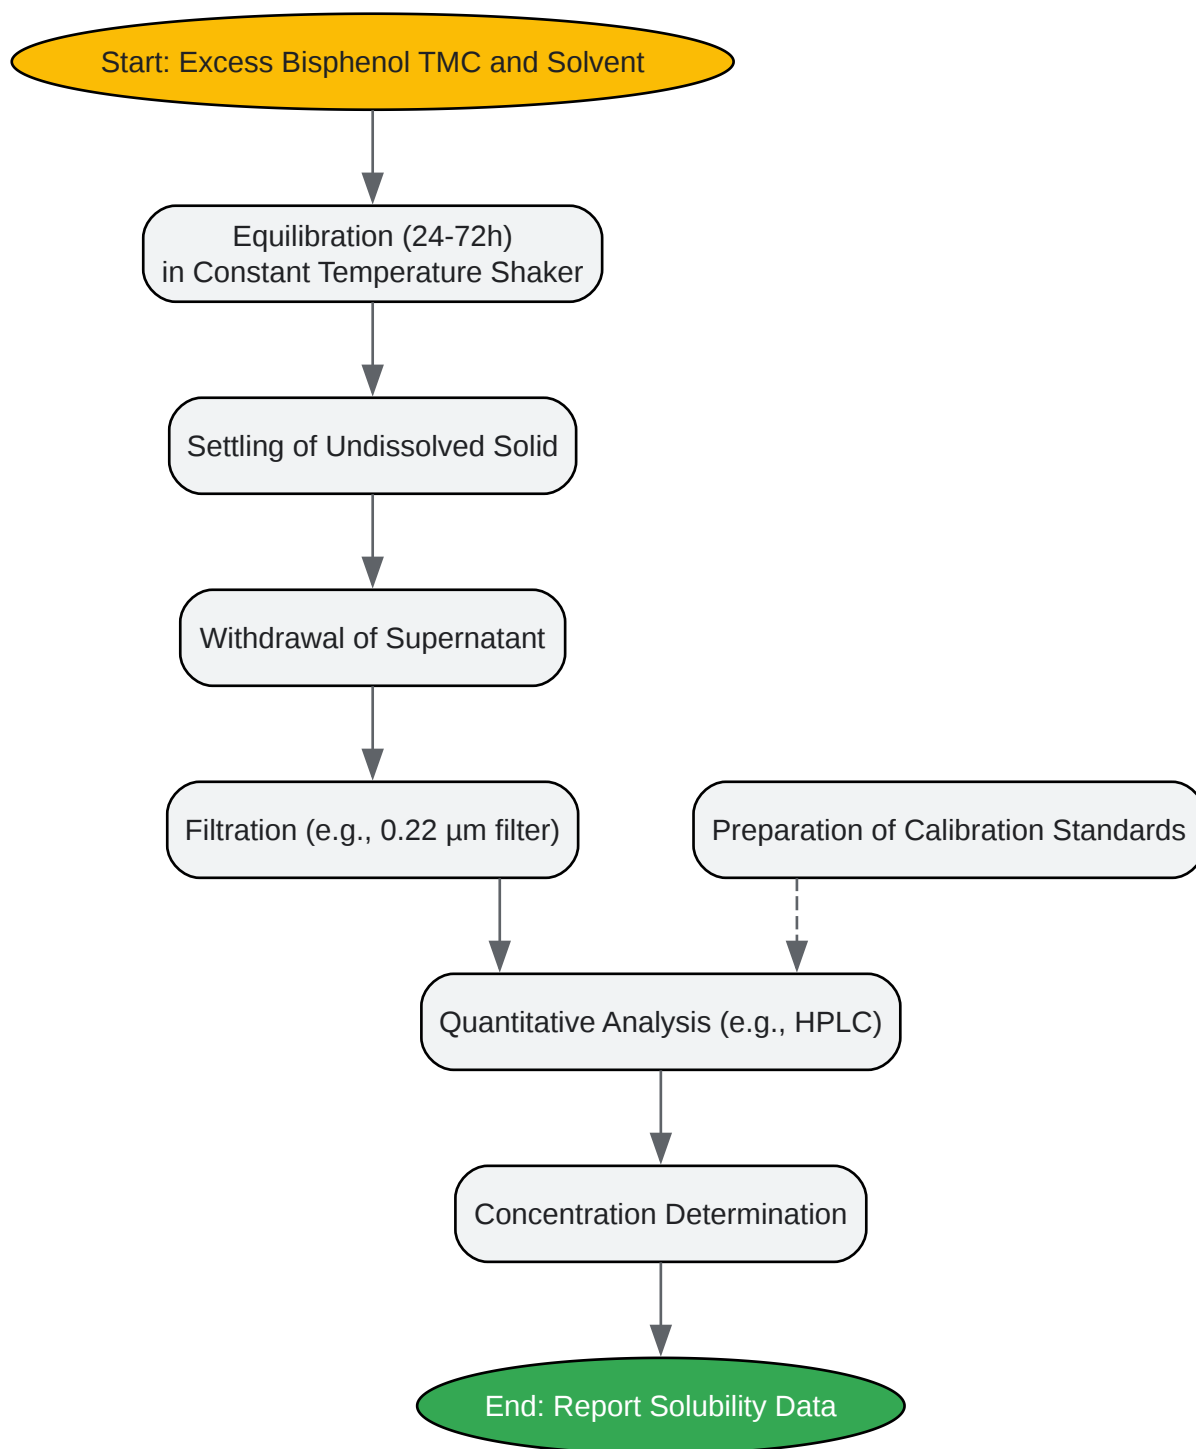 Start: Excess Bisphenol TMC and Solvent
Equilibration (24-72h)
in Constant Temperature Shaker
Settling of Undissolved Solid
Withdrawal of Supernatant
Filtration (e.g., 0.22 µm filter)
Preparation of Calibration Standards
Quantitative Analysis (e.g., HPLC)
Concentration Determination
End: Report Solubility Data